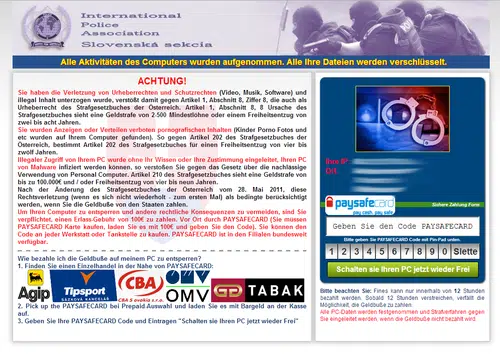 International
Police
Association
Slovenská sekcia
Alle Aktivitäten des Computers wurden aufgenommen. Alle Ihre Dateien werden verschlüsselt.
ACHTUNG!
Sie haben die Verletzung von Urheberrechten und Schutzrechten (Video, Musik, Software) und
illegal Inhalt unterzogen wurde, verstößt damit gegen Artikel 1, Abschnitt 8, Ziffer 8, die auch als
Urheberrecht des Strafgesetzbuches der Österreich. Artikel 1, Abschnitt 8, 8 Ursache des
Strafgesetzbuches sieht eine Geldstrafe von 2-500 Mindestlöhne oder einem Freiheitsentzug von
zwei bis acht Jahren.
Sie wurden Anzeigen oder Verteilen verboten pornografischen Inhalten (Kinder Porno Fotos und
etc wurden auf Ihrem Computer gefunden). So gegen Artikel 202 des Strafgesetzbuches der
Österreich, bestimmt Artikel 202 des Strafgesetzbuches für einen Freiheitsentzug von vier bis
zwölf Jahren.
Illegaler Zugriff von Ihrem PC wurde ohne Ihr Wissen oder Ihre Zustimmung eingeleitet, Ihren PC
von Malware infiziert werden können, so verstoßen Sie gegen das Gesetz über die nachlässige
Verwendung von Personal Computer. Artikel 210 des Strafgesetzbuches sieht eine Geldstrafe von
bis zu 100.000€ und / oder f Freiheitsentzug von vier bis neun Jahren.
Nach der Änderung des Strafgesetzbuches der Österreich vom 28. Mai 2011, diese
Rechtsverletzung (wenn es sich nicht wiederholt - zum ersten Mal) als bedingte berücksichtigt
werden, wenn Sie die Geldbuße von den Staaten zahlen.
Um Ihren Computer zu entsperren und andere rechtliche Konsequenzen zu vermeiden, sind Sie
verpflichtet, einen Erlass-Gebuhr von 100€ zu zahlen. Vor Ort durch PAYSAFECARD (Sie mussen
PAYSAFECARD Karte kaufen, laden Sie es mit 100€ und geben Sie den Code). Sie konnen den
Code an jeder Werkstatt oder Tankstelle zu kaufen. PAYSAFECARD ist in den Filialen bundesweit
verfügbar.
Wie bezahle ich die Geldbuße auf meinem PC zu entsperren?
1. Finden Sie einen Einzelhandel in der Nahe von PAYSAFECARD:
Agip
Tipsport
SÁZKOVÁ KANCELÁŘ
CBA
CBA Slovakia s.r.o.
OMV
TABAK
2. Pick up the PAYSAFECARD bei Prepaid Auswahl und laden Sie es mit Bargeld an der Kasse
auf.
3. Geben Sie Ihre PAYSAFECARD Code und Eintragen "Schalten sie Ihren PC jetzt wieder Frei"
Ihre IP
Ort
paysafecard
pay cash. pay safe.
Sichere Zahlung Form
Geben Sie den Code PAYSAFECARD
Bitte geben Sie PAYSAFECARD Code mit Pin-Pad unten.
1 2 3 4 5 6 7 8 9 0 Seite
Schalten sie Ihren PC jetzt wieder Frei
Bitte beachten Sie: Fines kann nur innerhalb von 12 Stunden
bezahlt werden. Sobald 12 Stunden verstreichen, verfällt die
Möglichkeit, die Geldbuße zu zahlen.
Alle PC-Daten werden festgenommen und Strafverfahren gegen
Sie eingeleitet werden, wenn die Geldbuße nicht bezahlt wird.